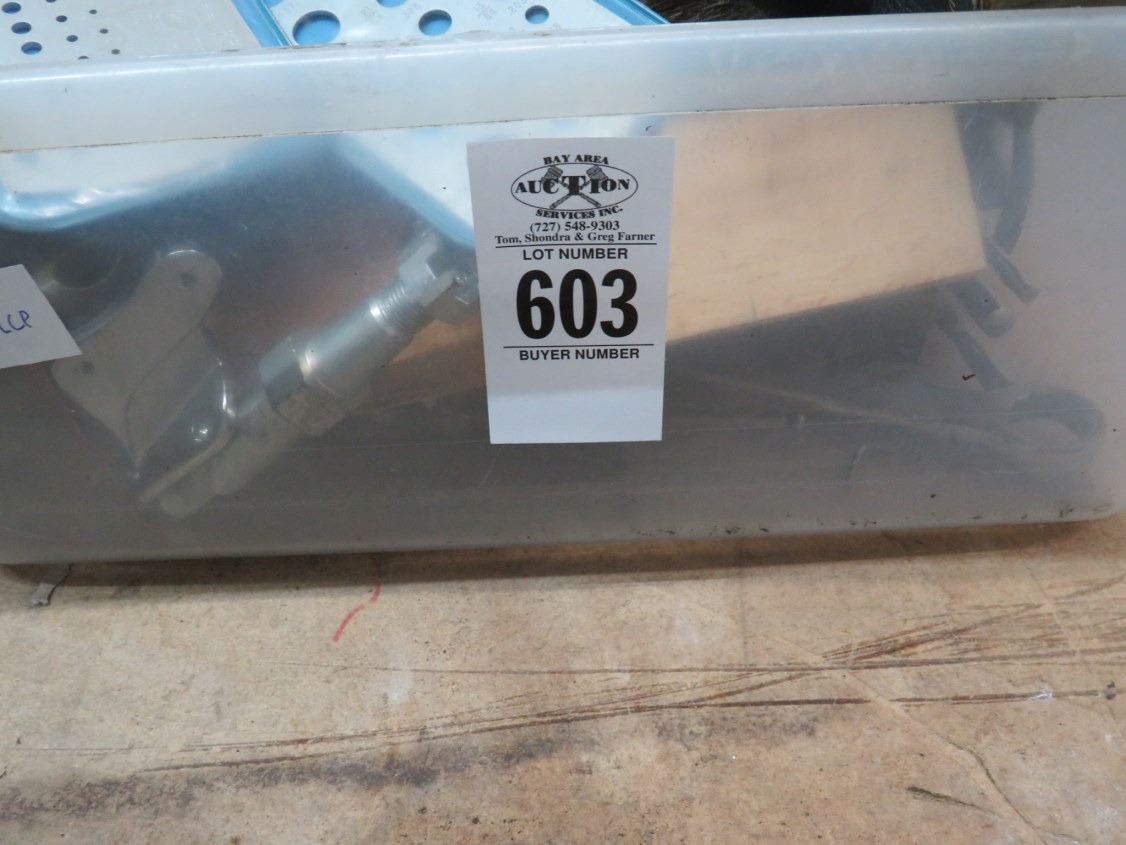 BAY AREA
AUCTION
SERVICES INC.
(727) 548-9303
Tom, Shondra & Greg Farner
LOT NUMBER
603
BUYER NUMBER